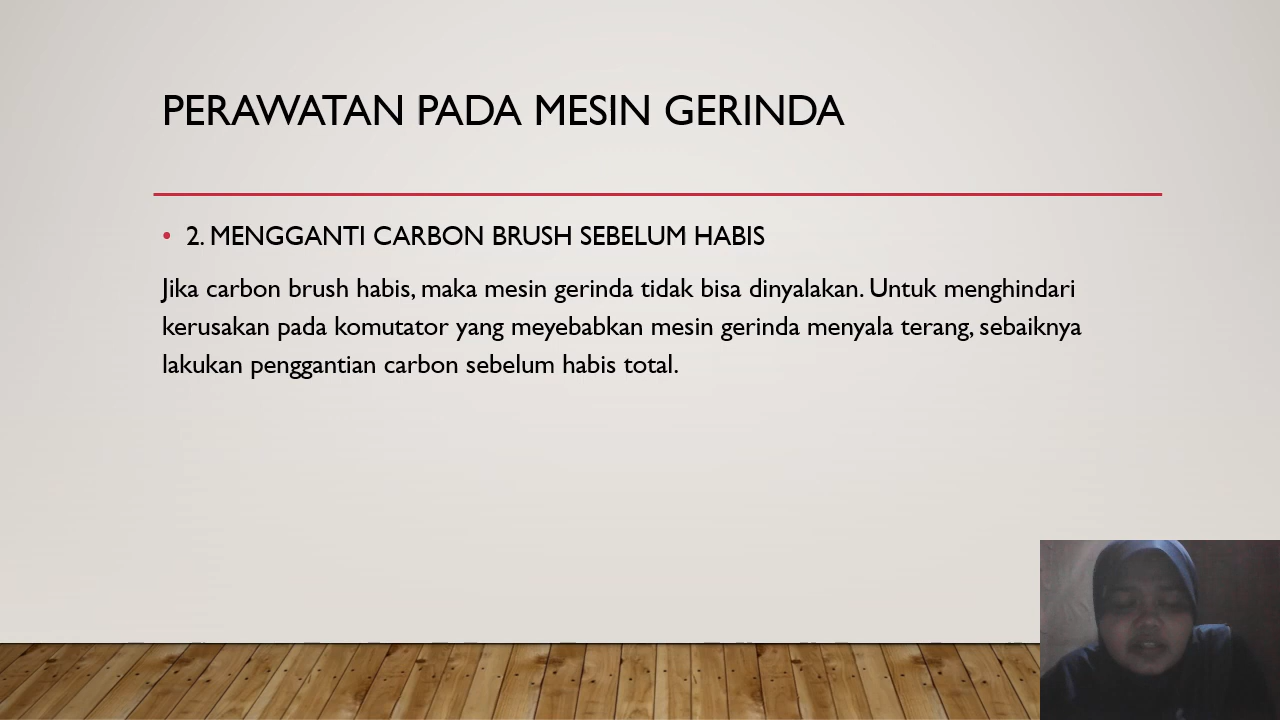 PERAWATAN PADA MESIN GERINDA
• 2. MENGGANTI CARBON BRUSH SEBELUM HABIS
Jika carbon brush habis, maka mesin gerinda tidak bisa dinyalakan. Untuk menghindari
kerusakan pada komutator yang meyebabkan mesin gerinda menyala terang, sebaiknya
lakukan penggantian carbon sebelum habis total.